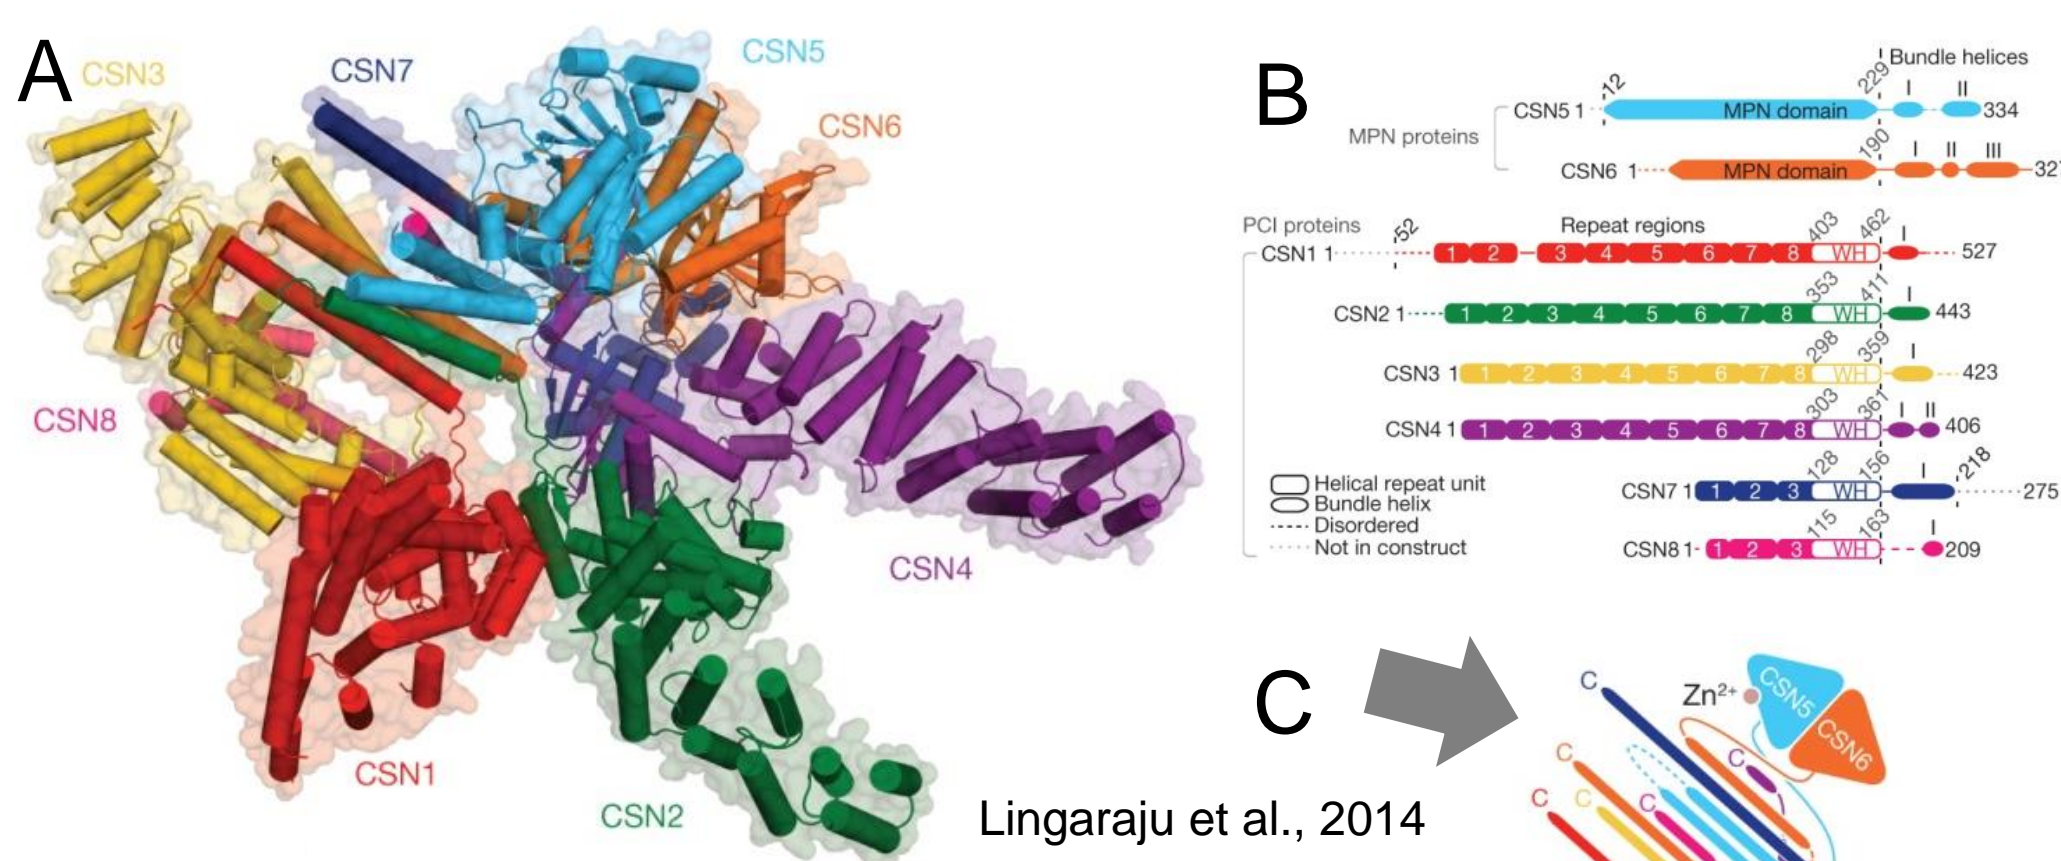 A
CSN3
CSN7
CSN5
CSN6
CSN8
CSN4
CSN1
CSN2
Lingaraju et al., 2014
B
Bundle helices
MPN proteins
CSN5 1 12 MPN domain 229 I II 334
CSN6 1 MPN domain 190 I II III 327
PCI proteins
Repeat regions
CSN1 1 52 1 2 3 4 5 6 7 8 403 WH 462 I 527
CSN2 1 1 2 3 4 5 6 7 8 353 WH 411 I 443
CSN3 1 1 2 3 4 5 6 7 8 298 WH 359 I 423
CSN4 1 1 2 3 4 5 6 7 8 303 WH 361 I II 406
CSN7 1 1 2 3 128 WH 156 I 218 275
CSN8 1 1 2 3 115 WH 163 I 209
Helical repeat unit
Bundle helix
Disordered
Not in construct
C
C
Zn2+
CSN5
CSN6
C
C
C
C
C